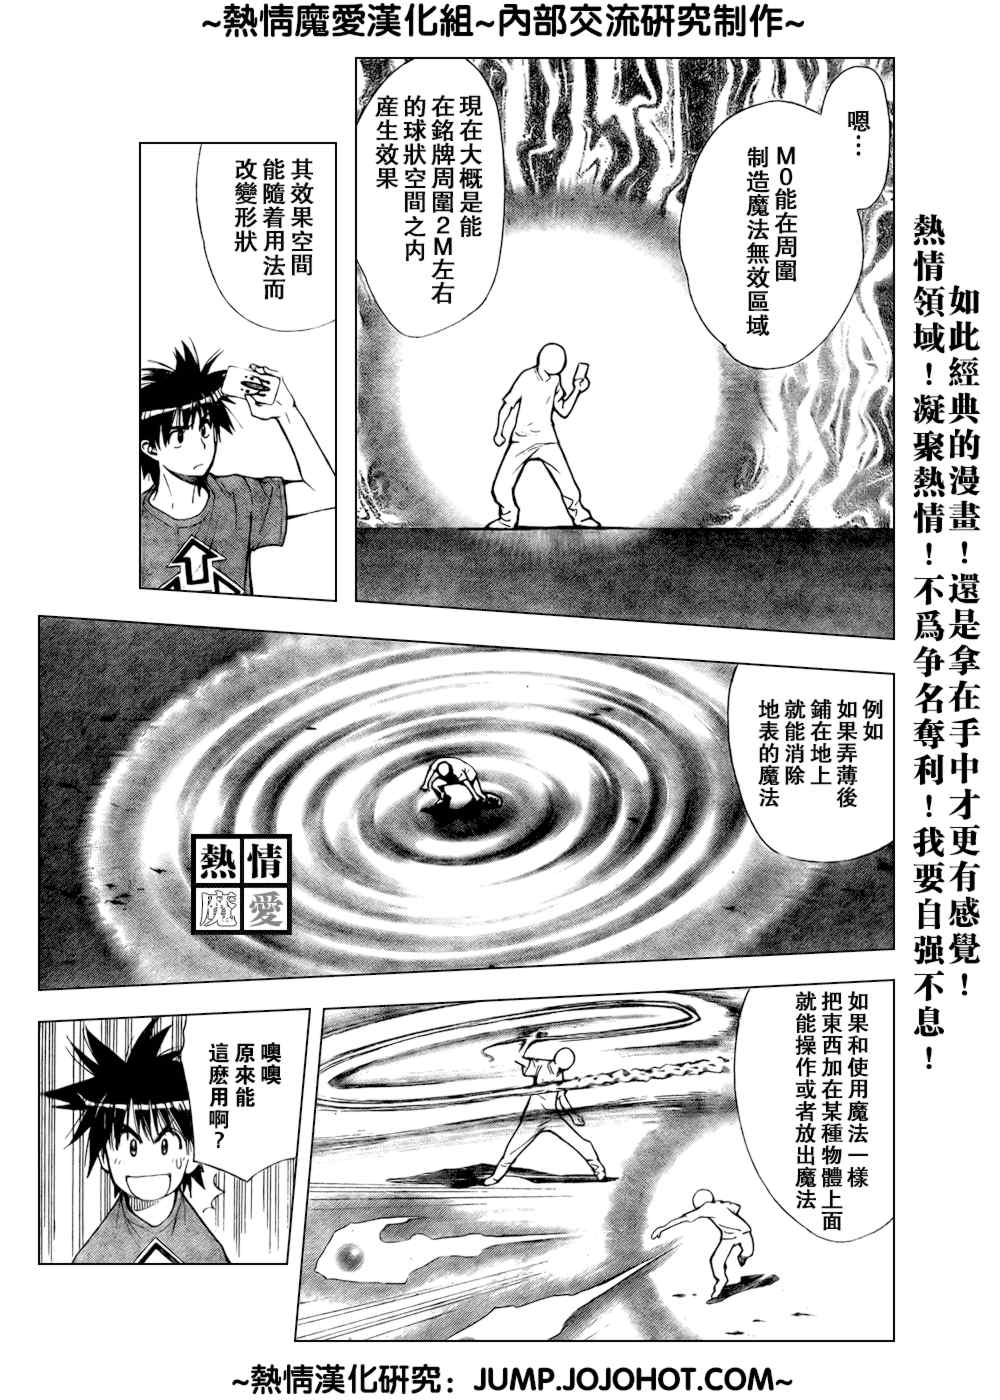 ~熱情魔愛漢化組~內部交流研究制作~
如此經典的漫畫！還是拿在手中才更有感覺！
熱情領域！凝聚熱情！不爲争名奪利！我要自强不息！
嗯…
M0能在周圍
制造魔法無效區域
現在大概是能
在銘牌周圍2M左右
的球狀空間之内
産生效果
其效果空間
能隨着用法而
改變形狀
例如
如果弄薄後
鋪在地上
就能消除
地表的魔法
熱情
魔愛
如果和使用魔法一樣
把東西加在某種物體上面
就能操作或者放出魔法
噢噢
原來能
這麽用啊？
~熱情漢化研究：JUMP.JOJOHOT.COM~